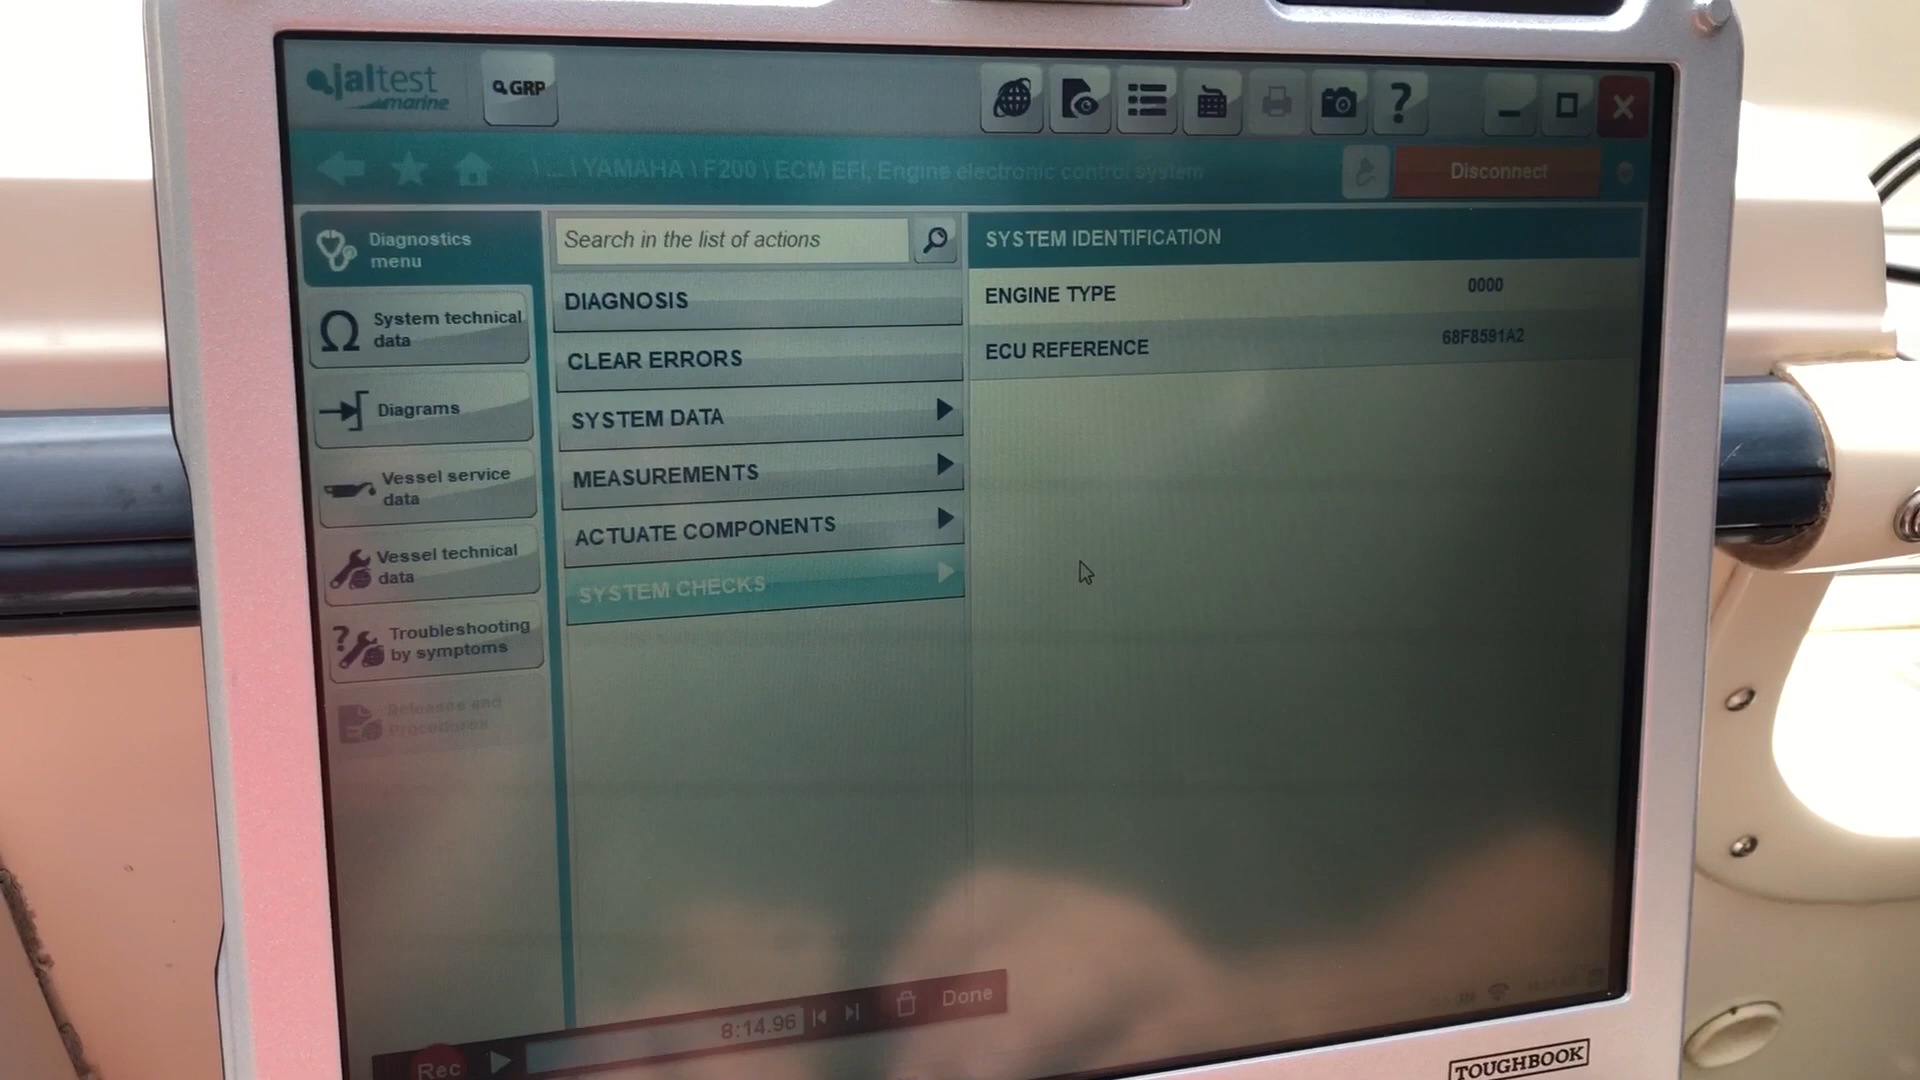 jaltest
marine
GRP
?
\ ... \ YAMAHA \ F200 \ ECM EFI, Engine electronic control system
Disconnect
Diagnostics
menu
System technical
data
Diagrams
Vessel service
data
Vessel technical
data
Troubleshooting
by symptoms
Releases and
Procedures
Search in the list of actions
DIAGNOSIS
CLEAR ERRORS
SYSTEM DATA
MEASUREMENTS
ACTUATE COMPONENTS
SYSTEM CHECKS
SYSTEM IDENTIFICATION
ENGINE TYPE 0000
ECU REFERENCE 68F8591A2
Rec
8:14.96
Done
TOUGHBOOK